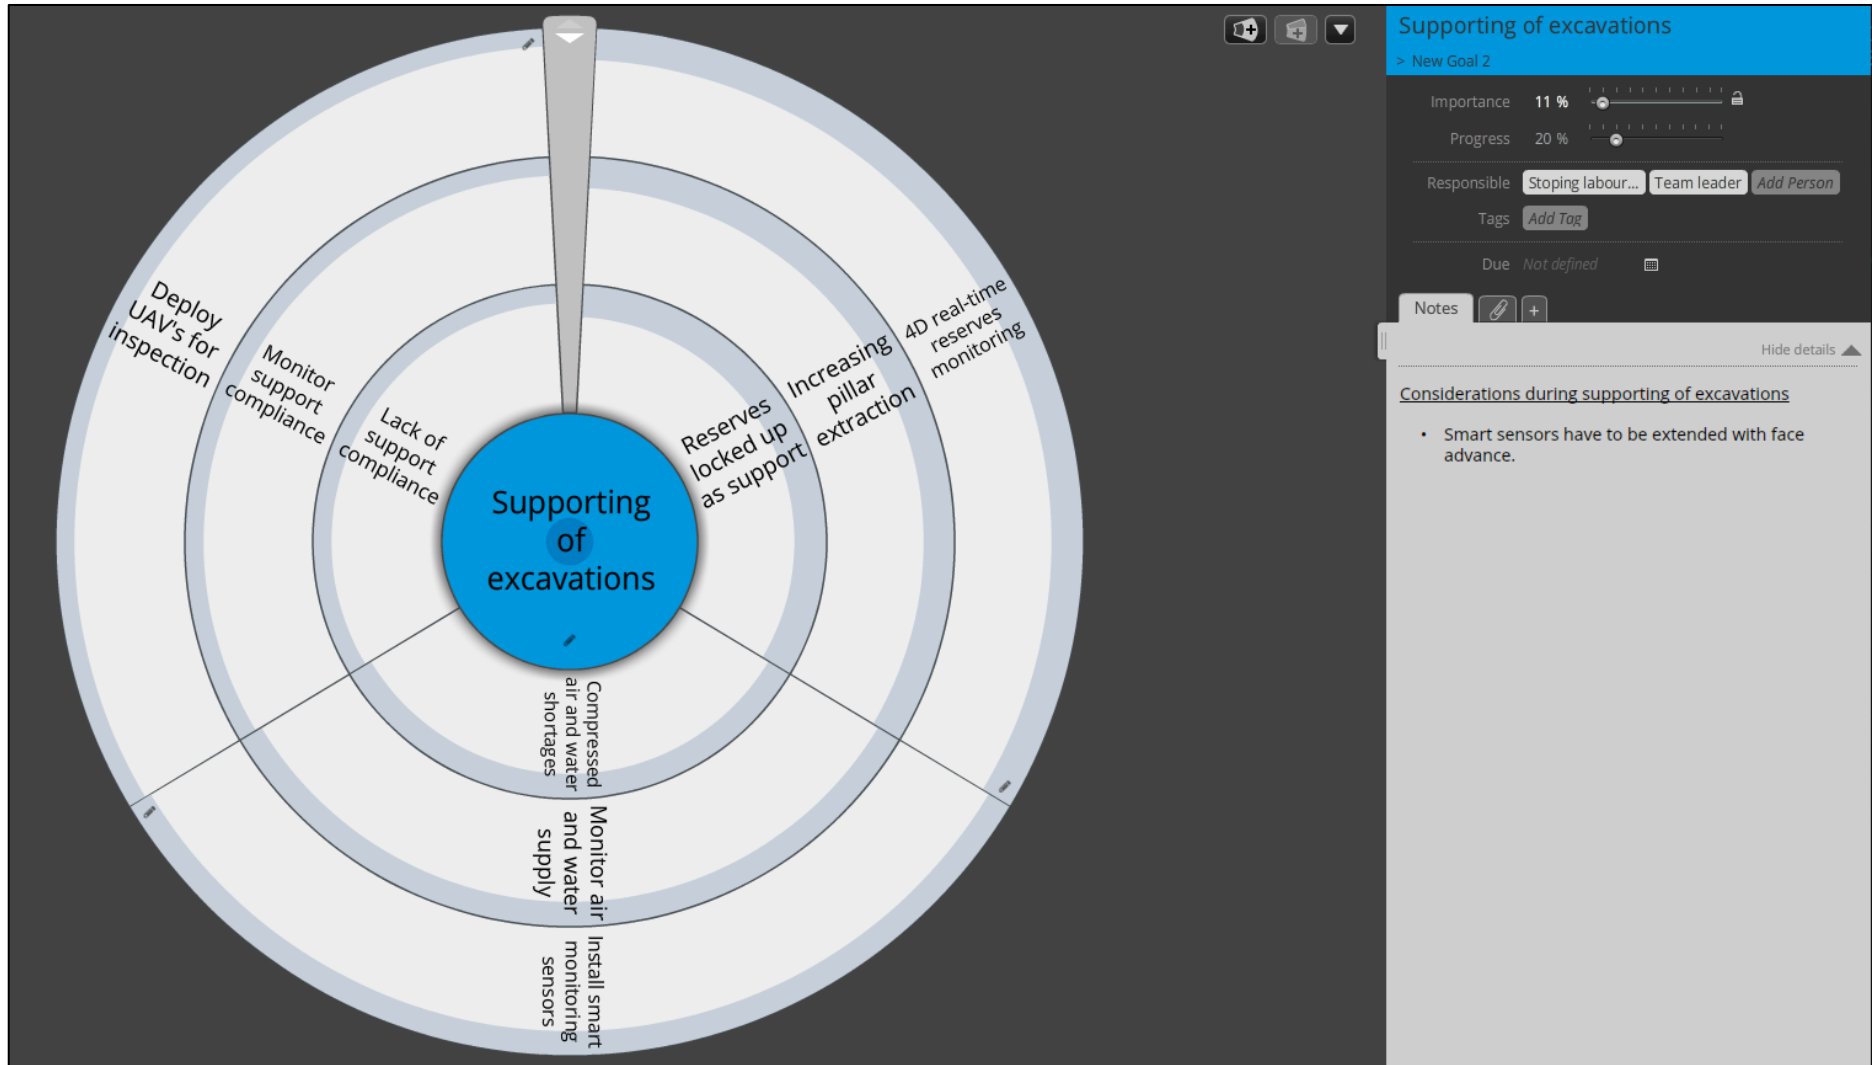 Deploy
UAV's for
inspection
Monitor
support
compliance
Lack of
support
compliance
Supporting
of
excavations
Reserves
locked up
as support
Increasing
pillar
extraction
4D real-time
reserves
monitoring
Compressed
air and water
shortages
Monitor air
and water
supply
Install smart
monitoring
sensors
Supporting of excavations
> New Goal 2
Importance 11 %
Progress 20 %
Responsible Stoping labour... Team leader Add Person
Tags Add Tag
Due Not defined
Notes +
Hide details
Considerations during supporting of excavations
• Smart sensors have to be extended with face
advance.